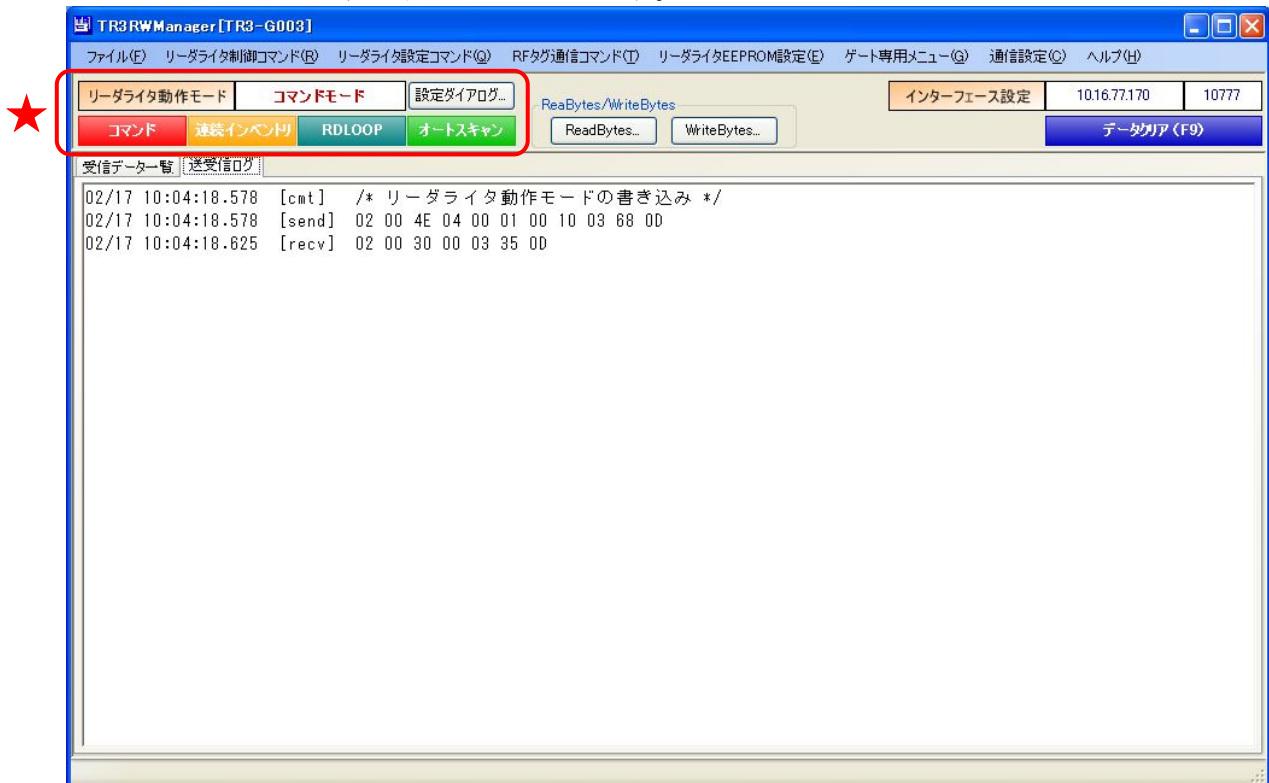 TR3RWManager[TR3-G003]
ファイル(F) リーダライタ制御コマンド(R) リーダライタ設定コマンド(Q) RFタグ通信コマンド(T) リーダライタEEPROM設定(E) ゲート専用メニュー(G) 通信設定(C) ヘルプ(H)
リーダライタ動作モード コマンドモード 設定ダイアログ... ReaBytes/WriteBytes インターフェース設定 10.16.77.170 10777
コマンド 連続インベントリ RDLOOP オートスキャン ReadBytes... WriteBytes... データクリア(F9)
受信データ一覧 送受信ログ
02/17 10:04:18.578 [cmt] /* リーダライタ動作モードの書き込み */
02/17 10:04:18.578 [send] 02 00 4E 04 00 01 00 10 03 68 0D
02/17 10:04:18.625 [recv] 02 00 30 00 03 35 0D